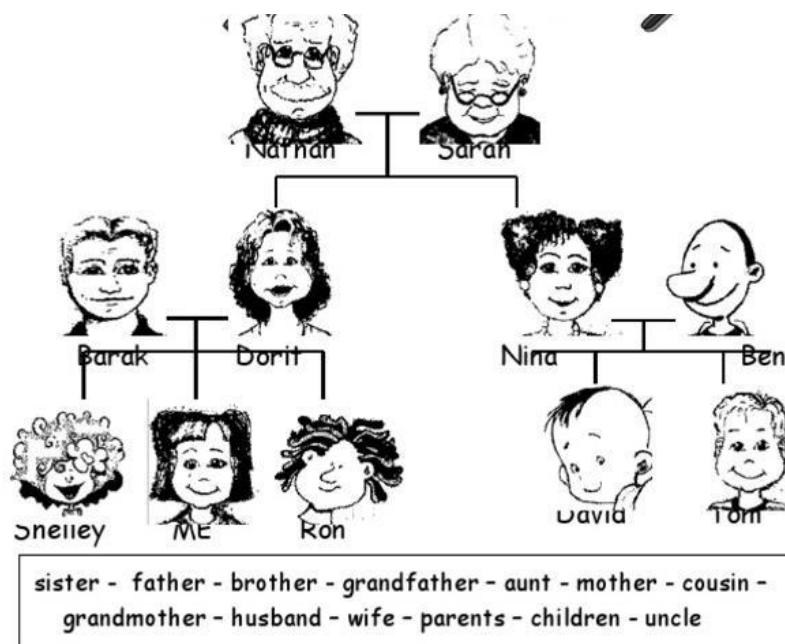 Nathan Sarah
Barak Dorit Nina Ben
Shelley ME Ron David Tom
sister - father - brother - grandfather - aunt - mother - cousin -
grandmother - husband - wife - parents - children - uncle